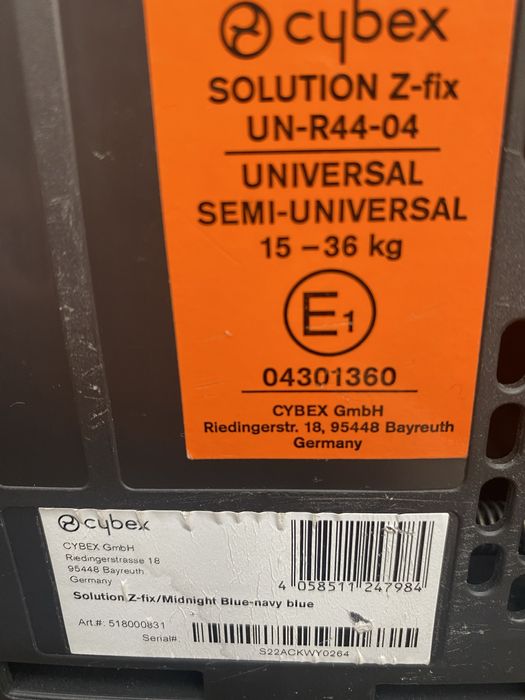 cybex
SOLUTION Z-fix
UN-R44-04
UNIVERSAL
SEMI-UNIVERSAL
15 – 36 kg
E1
04301360
CYBEX GmbH
Riedingerstr. 18, 95448 Bayreuth
Germany
cybex
CYBEX GmbH
Riedingerstrasse 18
95448 Bayreuth
Germany
4 058511 247984
Solution Z-fix/Midnight Blue-navy blue
Art.#: 518000831
Serial#:
S22ACKWY0264